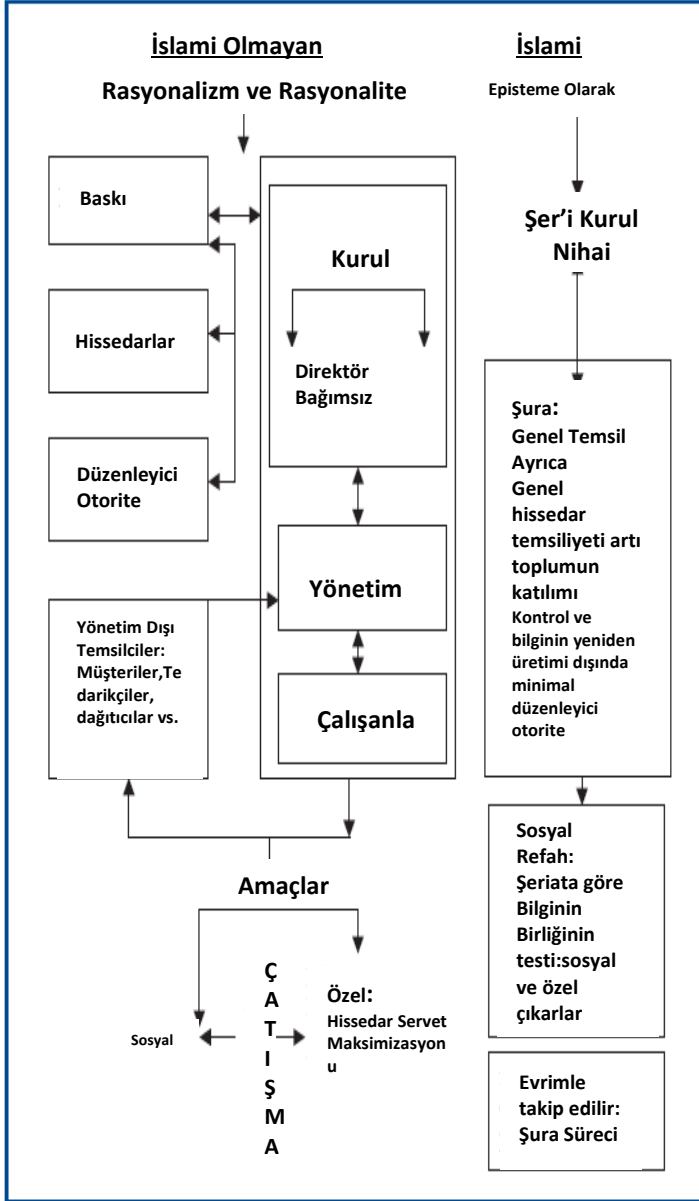 İslami Olmayan
Rasyonalizm ve Rasyonalite
Baskı
Hissedarlar
Düzenleyici
Otorite
Yönetim Dışı
Temsilciler:
Müşteriler,Te
darikçiler,
dağıtıcılar vs.
Kurul
Direktör
Bağımsız
Yönetim
Çalışanla
Amaçlar
Sosyal
ÇATIŞMA
Özel:
Hissedar Servet
Maksimizasyon
u
İslami
Episteme Olarak
Şer’i Kurul
Nihai
Şura:
Genel Temsil
Ayrıca
Genel
hissedar
temsiliyeti artı
toplumun
katılımı
Kontrol ve
bilginin yeniden
üretimi dışında
minimal
düzenleyici
otorite
Sosyal
Refah:
Şeriata göre
Bilginin
Birliğinin
testi:sosyal
ve özel
çıkarlar
Evrimle
takip edilir:
Şura Süreci